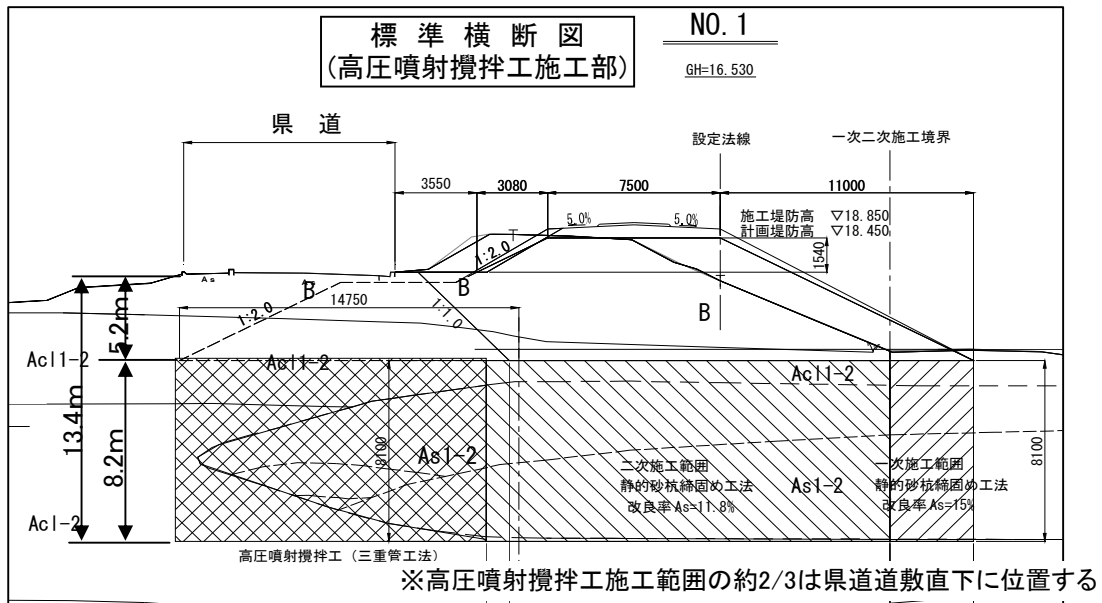 標準横断図
(高圧噴射攪拌工施工部)
NO.1
GH=16.530
県 道
設定法線
一次二次施工境界
3550
3080
7500
11000
5.0%
5.0%
施工堤防高 ▽18.850
計画堤防高 ▽18.450
1540
1:2.0
As
B
B
14750
1:2.0
1:1.0
B
5.2m
Acl1-2
Acl1-2
Acl1-2
13.4m
8.2m
8100
As1-2
二次施工範囲
静的砂杭締固め工法
改良率As=11.8%
As1-2
一次施工範囲
静的砂杭締固め工法
改良率As=15%
8100
Acl-2
高圧噴射攪拌工（三重管工法）
※高圧噴射攪拌工施工範囲の約2/3は県道道敷直下に位置する